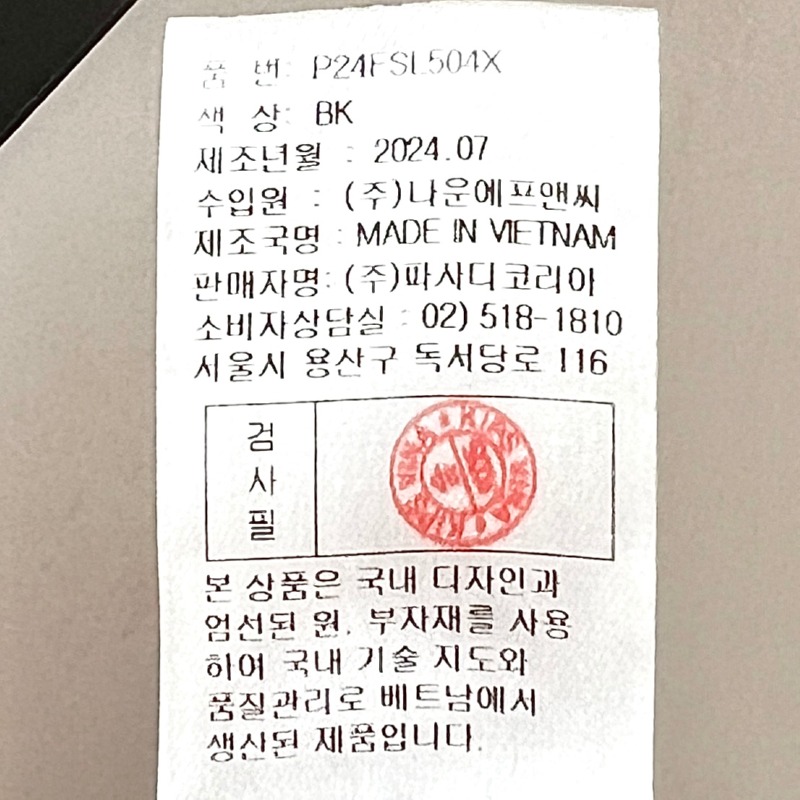 품 번: P24FSL504X
색 상: BK
제조년월 : 2024.07
수입원 : (주)나운에프앤씨
제조국명 : MADE IN VIETNAM
판매자명: (주)파사디코리아
소비자상담실 : 02) 518-1810
서울시 용산구 독서당로 116
검
사
필
본 상품은 국내 디자인과
엄선된 원. 부자재를 사용
하여 국내 기술 지도와
품질관리로 베트남에서
생산된 제품입니다.